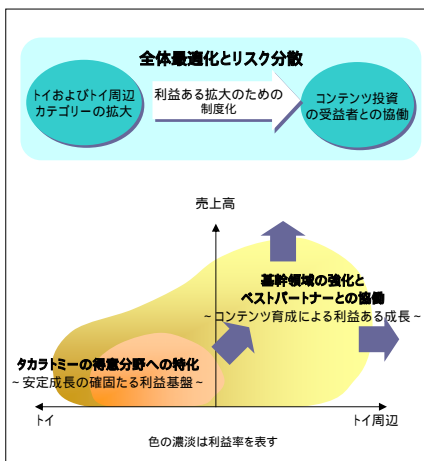 全体最適化とリスク分散
トイおよびトイ周辺
カテゴリーの拡大
利益ある拡大のための
制度化
コンテンツ投資
の受益者との協働
売上高
基幹領域の強化と
ベストパートナーとの協働
~コンテンツ育成による利益ある成長~
タカラトミーの得意分野への特化
~安定成長の確固たる利益基盤~
トイ
トイ周辺
色の濃淡は利益率を表す